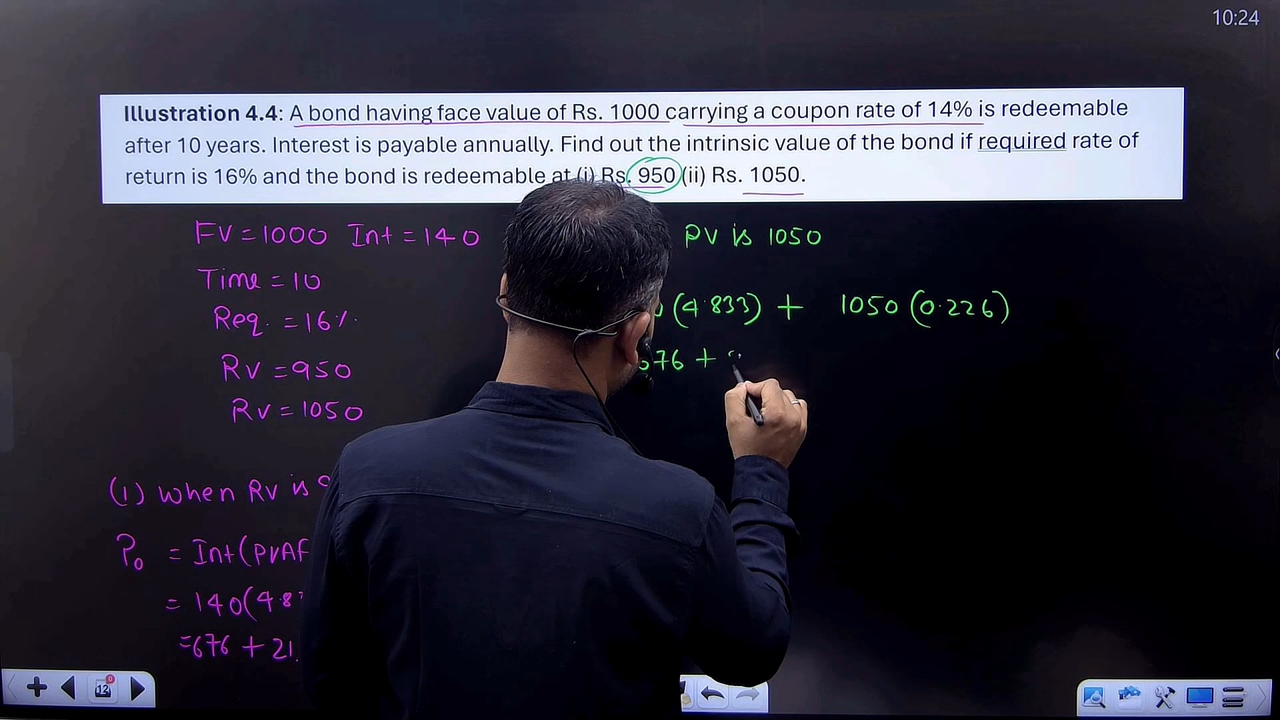 10:24
Illustration 4.4: A bond having face value of Rs. 1000 carrying a coupon rate of 14% is redeemable
after 10 years. Interest is payable annually. Find out the intrinsic value of the bond if required rate of
return is 16% and the bond is redeemable at (i) Rs. 950 (ii) Rs. 1050.
FV = 1000 Int = 140
Time = 10
Req. = 16%.
RV = 950
RV = 1050
(1) when RV is
P0 = Int(PVAF
= 140(4.83
=676 + 21.
PV is 1050
(4.833) + 1050 (0.226)
676 +
12